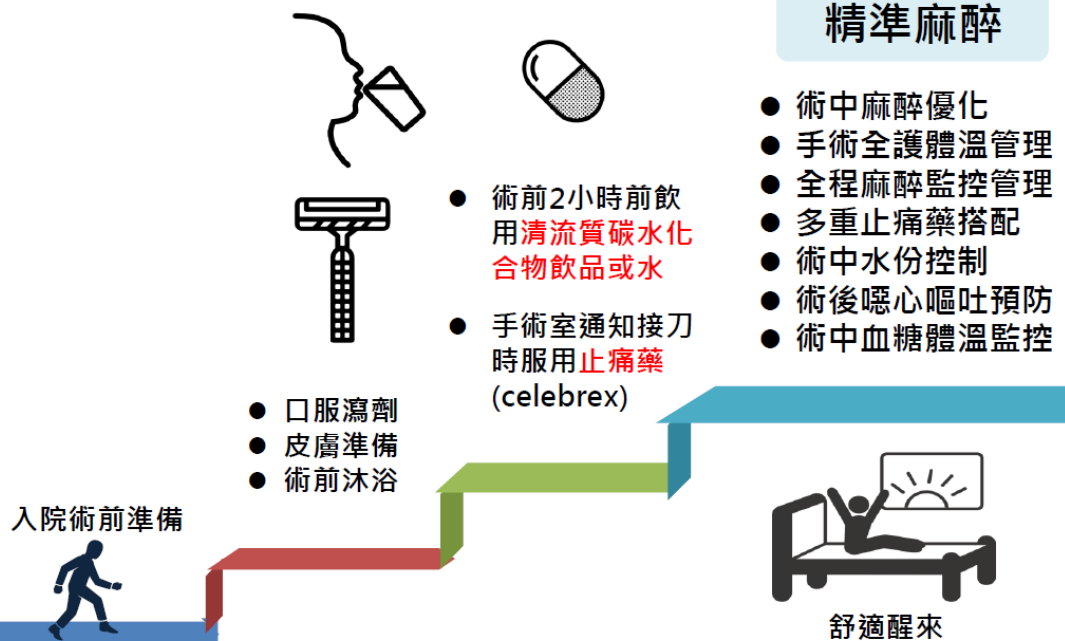 入院術前準備
● 口服瀉劑
● 皮膚準備
● 術前沐浴
● 術前2小時前飲
用清流質碳水化
合物飲品或水
● 手術室通知接刀
時服用止痛藥
(celebrex)
精準麻醉
● 術中麻醉優化
● 手術全護體溫管理
● 全程麻醉監控管理
● 多重止痛藥搭配
● 術中水份控制
● 術後噁心嘔吐預防
● 術中血糖體溫監控
舒適醒來